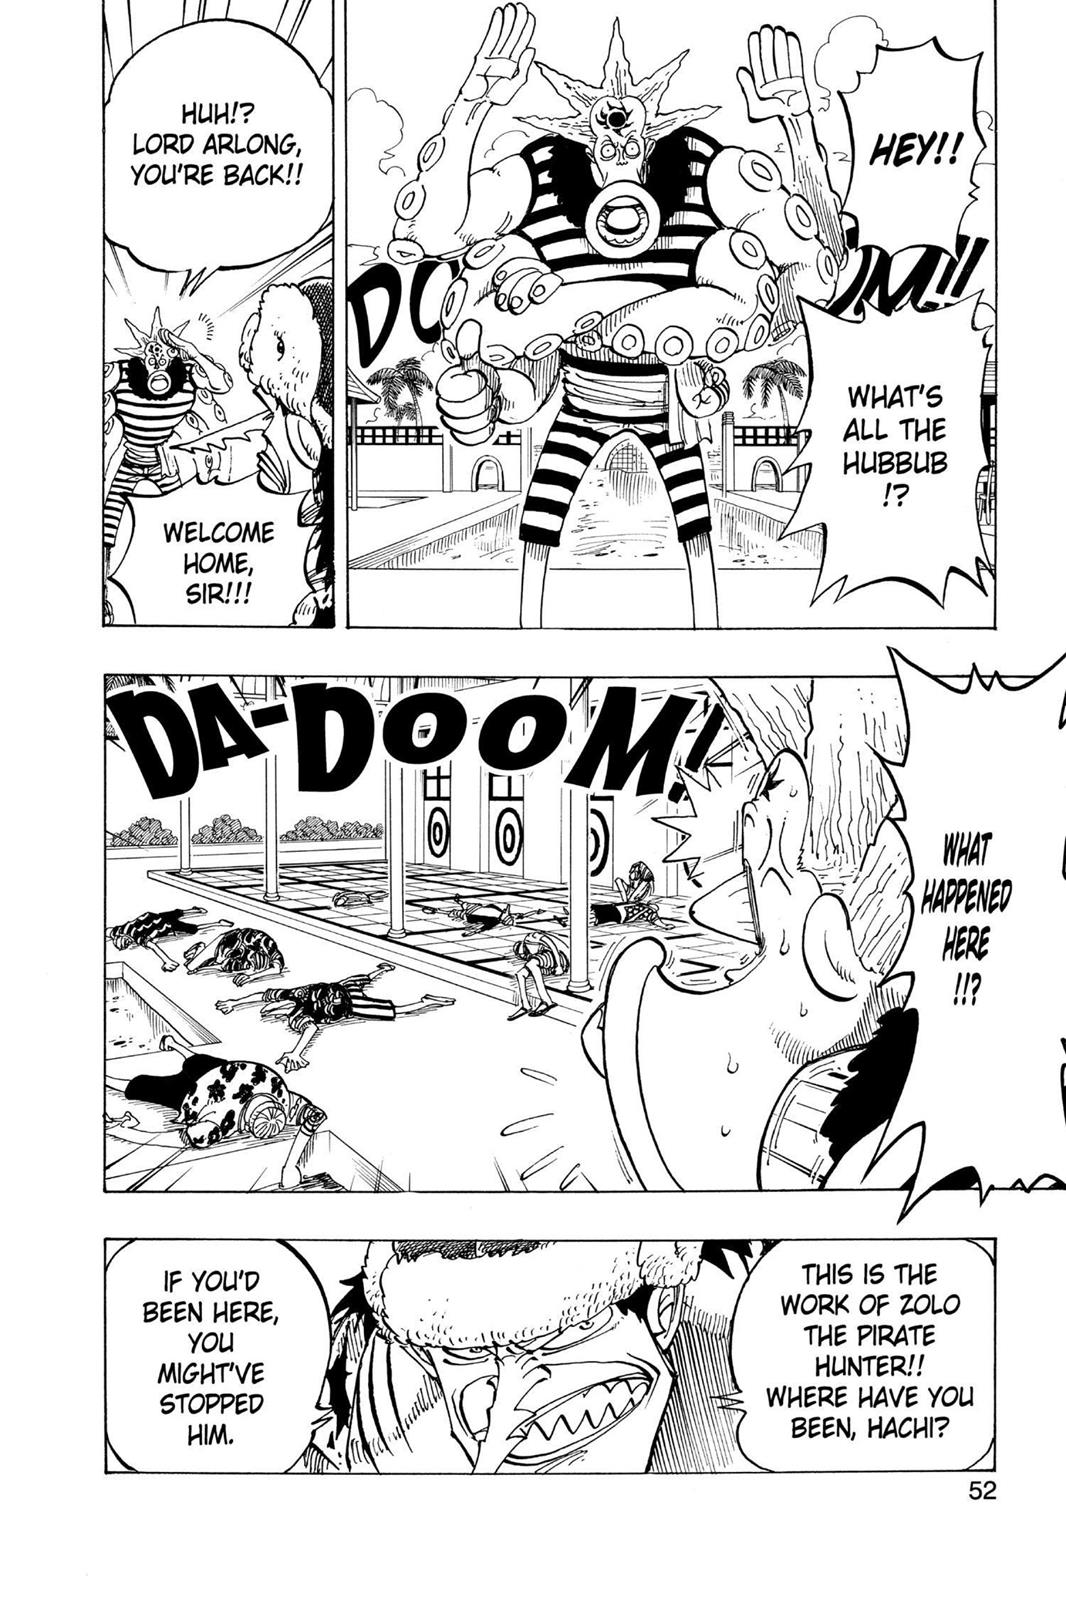 HEY!!
WHAT'S
ALL THE
HUBBUB
!?
HUH!?
LORD ARLONG,
YOU'RE BACK!!
WELCOME
HOME,
SIR!!!
DA-DOOM!
WHAT
HAPPENED
HERE
!!?
THIS IS THE
WORK OF ZOLO
THE PIRATE
HUNTER!!
WHERE HAVE YOU
BEEN, HACHI?
IF YOU'D
BEEN HERE,
YOU
MIGHT'VE
STOPPED
HIM.
52